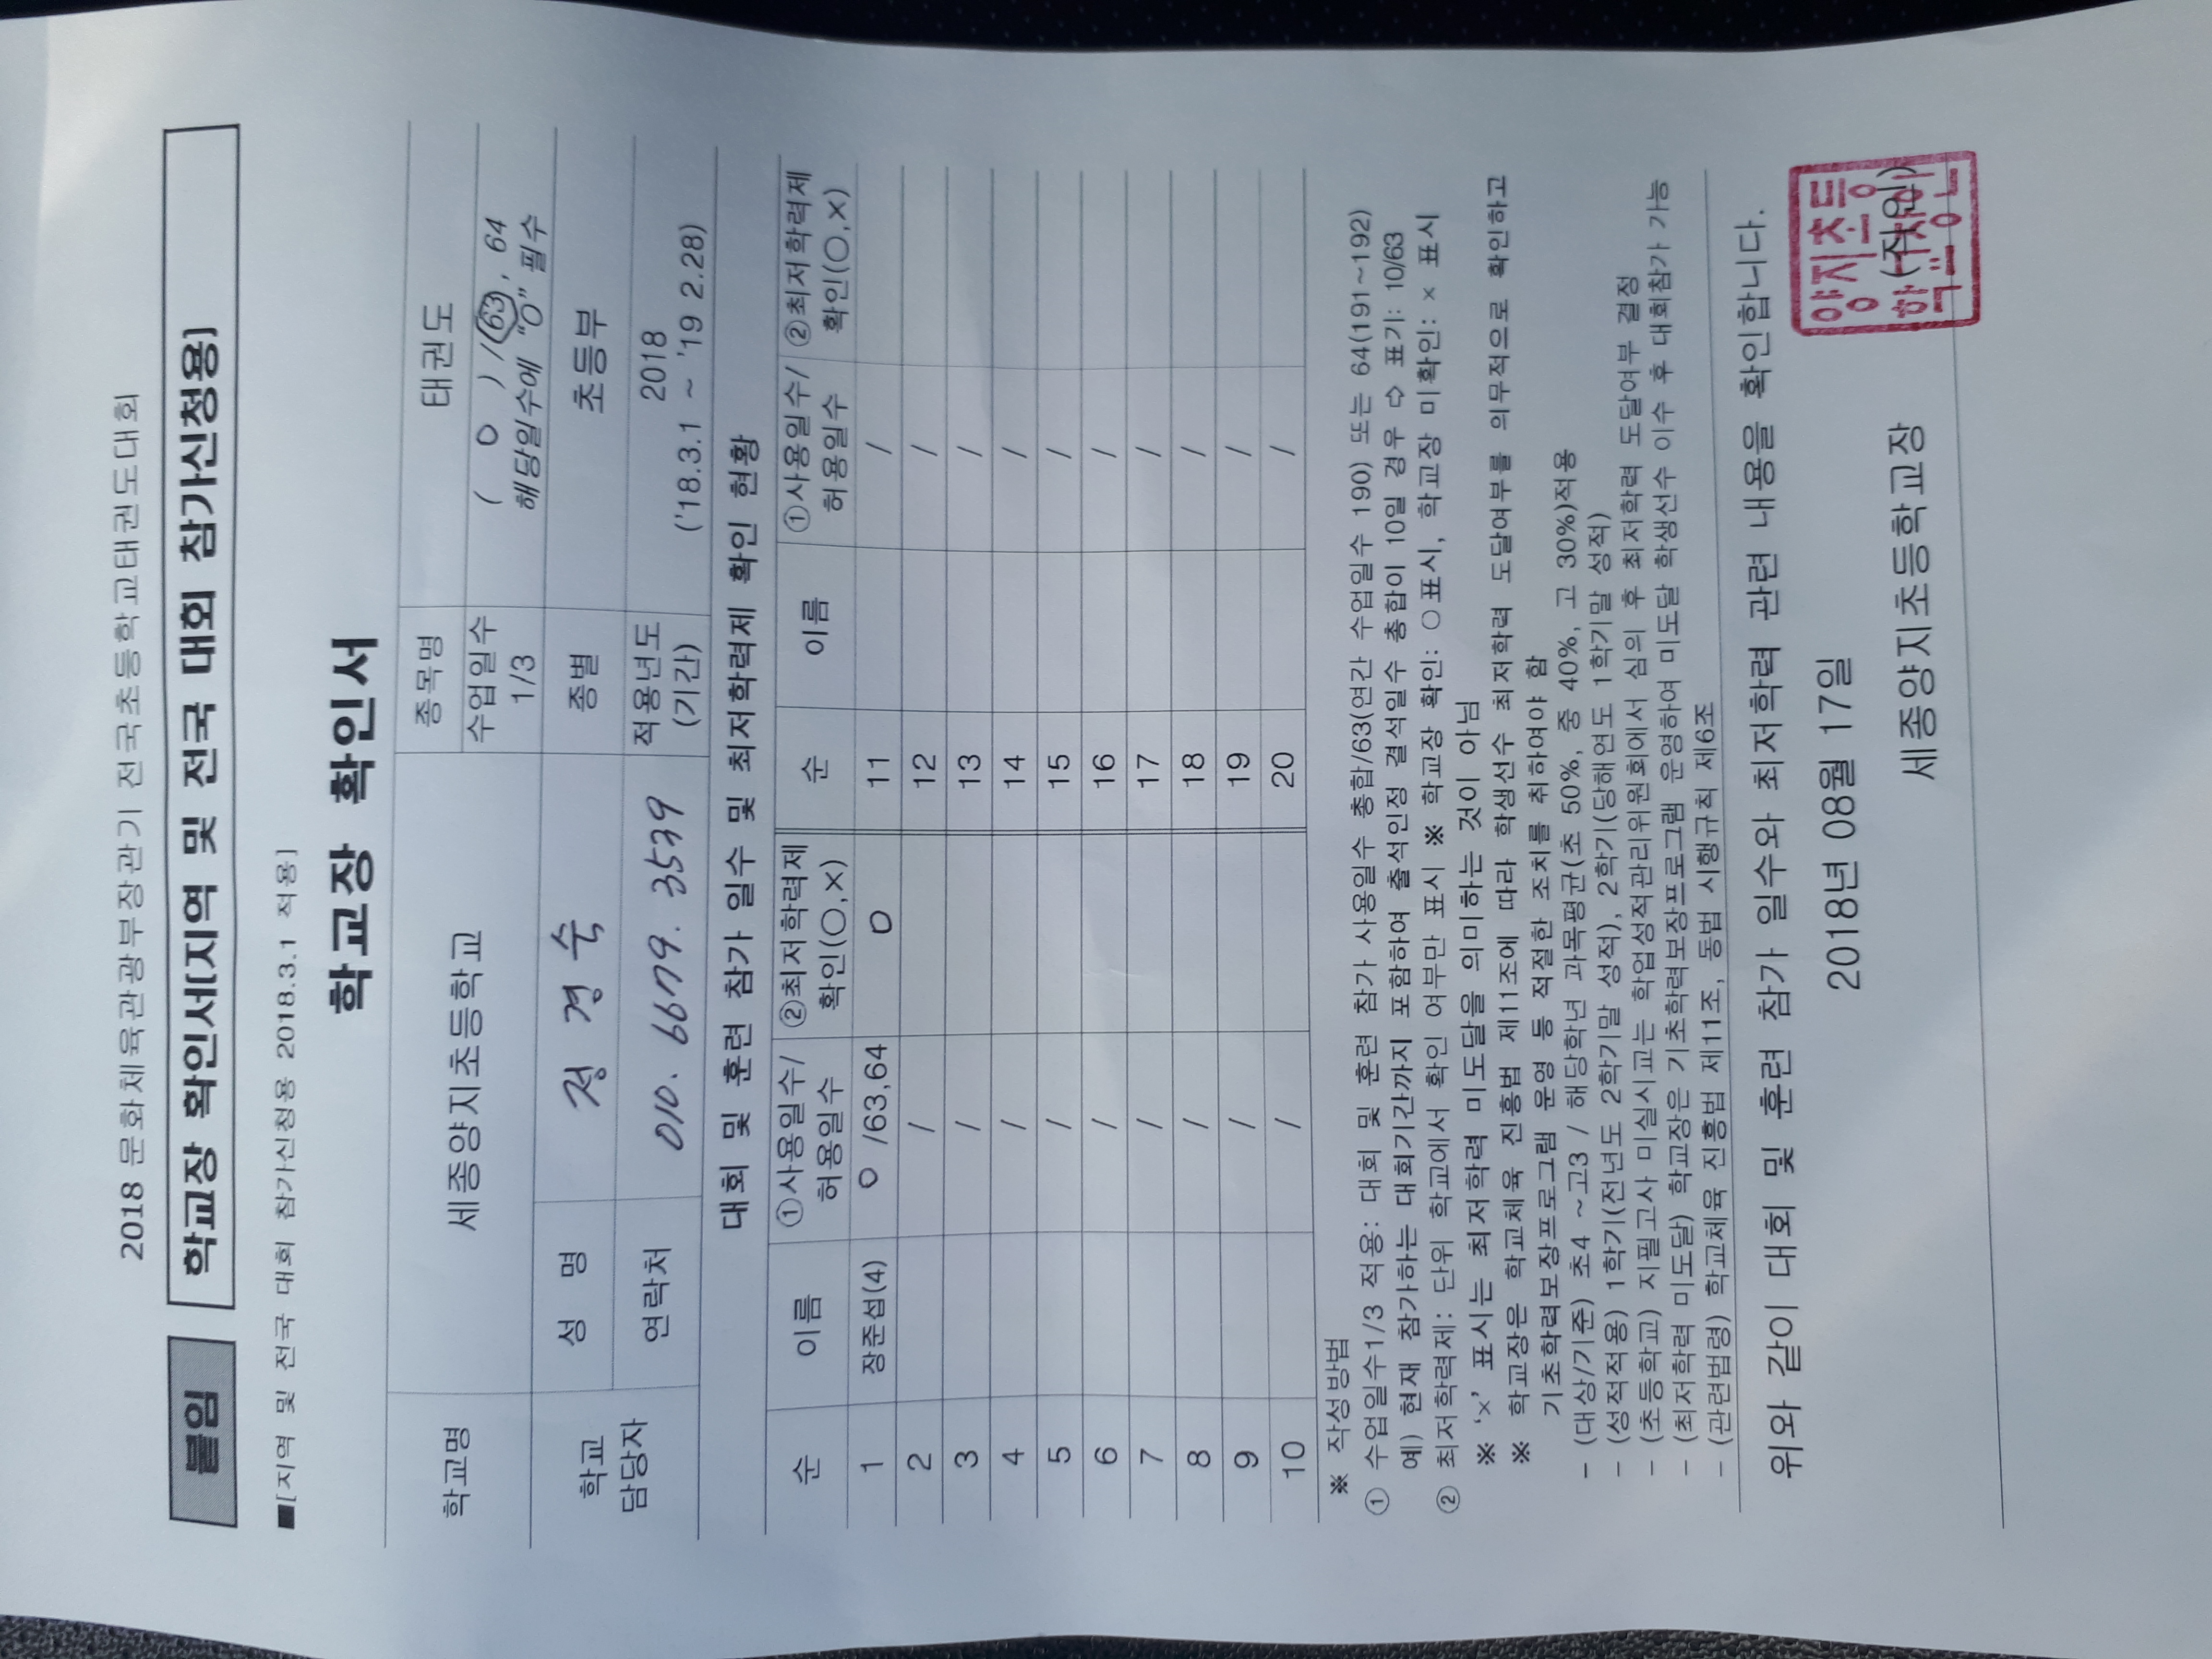 2018 문화체육관광부장관기 전국초등학교태권도대회
붙임 학교장 확인서(지역 및 전국 대회 참가신청용)
■[지역 및 전국 대회 참가신청용 2018.3.1 적용]
학교장 확인서
학교명 세종양지초등학교 종목명 태권도
수업일수 1/3 ( 0 ) / 63, 64
해당일수에 "O" 필수
학교 담당자 성 명 정경수 종별 초등부
연락처 010. 6679. 3539 적용년도 (기간) 2018
('18.3.1 ~ '19 2.28)
대회 및 훈련 참가 일수 및 최저학력제 확인 현황
순 이름 ①사용일수/허용일수 ②최저학력제 확인(○,×) 순 이름 ①사용일수/허용일수 ②최저학력제 확인(○,×)
1 장준섭(4) 0 /63,64 O 11 /
2 / 12 /
3 / 13 /
4 / 14 /
5 / 15 /
6 / 16 /
7 / 17 /
8 / 18 /
9 / 19 /
10 / 20 /
※ 작성방법
① 수업일수1/3 적용: 대회 및 훈련 참가 사용일수 총합/63(연간 수업일수 190) 또는 64(191~192)
예) 현재 참가하는 대회기간까지 포함하여 출석인정 결석일수 총합이 10일 경우 ⇨ 표기: 10/63
② 최저학력제: 단위 학교에서 확인 여부만 표시 ※ 학교장 확인: ○표시, 학교장 미확인: × 표시
※ '×' 표시는 최저학력 미도달을 의미하는 것이 아님
※ 학교장은 학교체육 진흥법 제11조에 따라 학생선수 최저학력 도달여부를 의무적으로 확인하고
기초학력보장프로그램 운영 등 적절한 조치를 취하여야 함
- (대상/기준) 초4 ~고3 / 해당학년 과목평균(초 50%, 중 40%, 고 30%)적용
- (성적적용) 1학기(전년도 2학기말 성적), 2학기(당해연도 1학기말 성적)
- (초등학교) 지필고사 미실시교는 학업성적관리위원회에서 심의 후 최저학력 도달여부 결정
- (최저학력 미도달) 학교장은 기초학력보장프로그램 운영하여 미도달 학생선수 이수 후 대회참가 가능
- (관련법령) 학교체육 진흥법 제11조, 동법 시행규칙 제6조
위와 같이 대회 및 훈련 참가 일수와 최저학력 관련 내용을 확인합니다.
2018년 08월 17일
세종양지초등학교장 (직인)